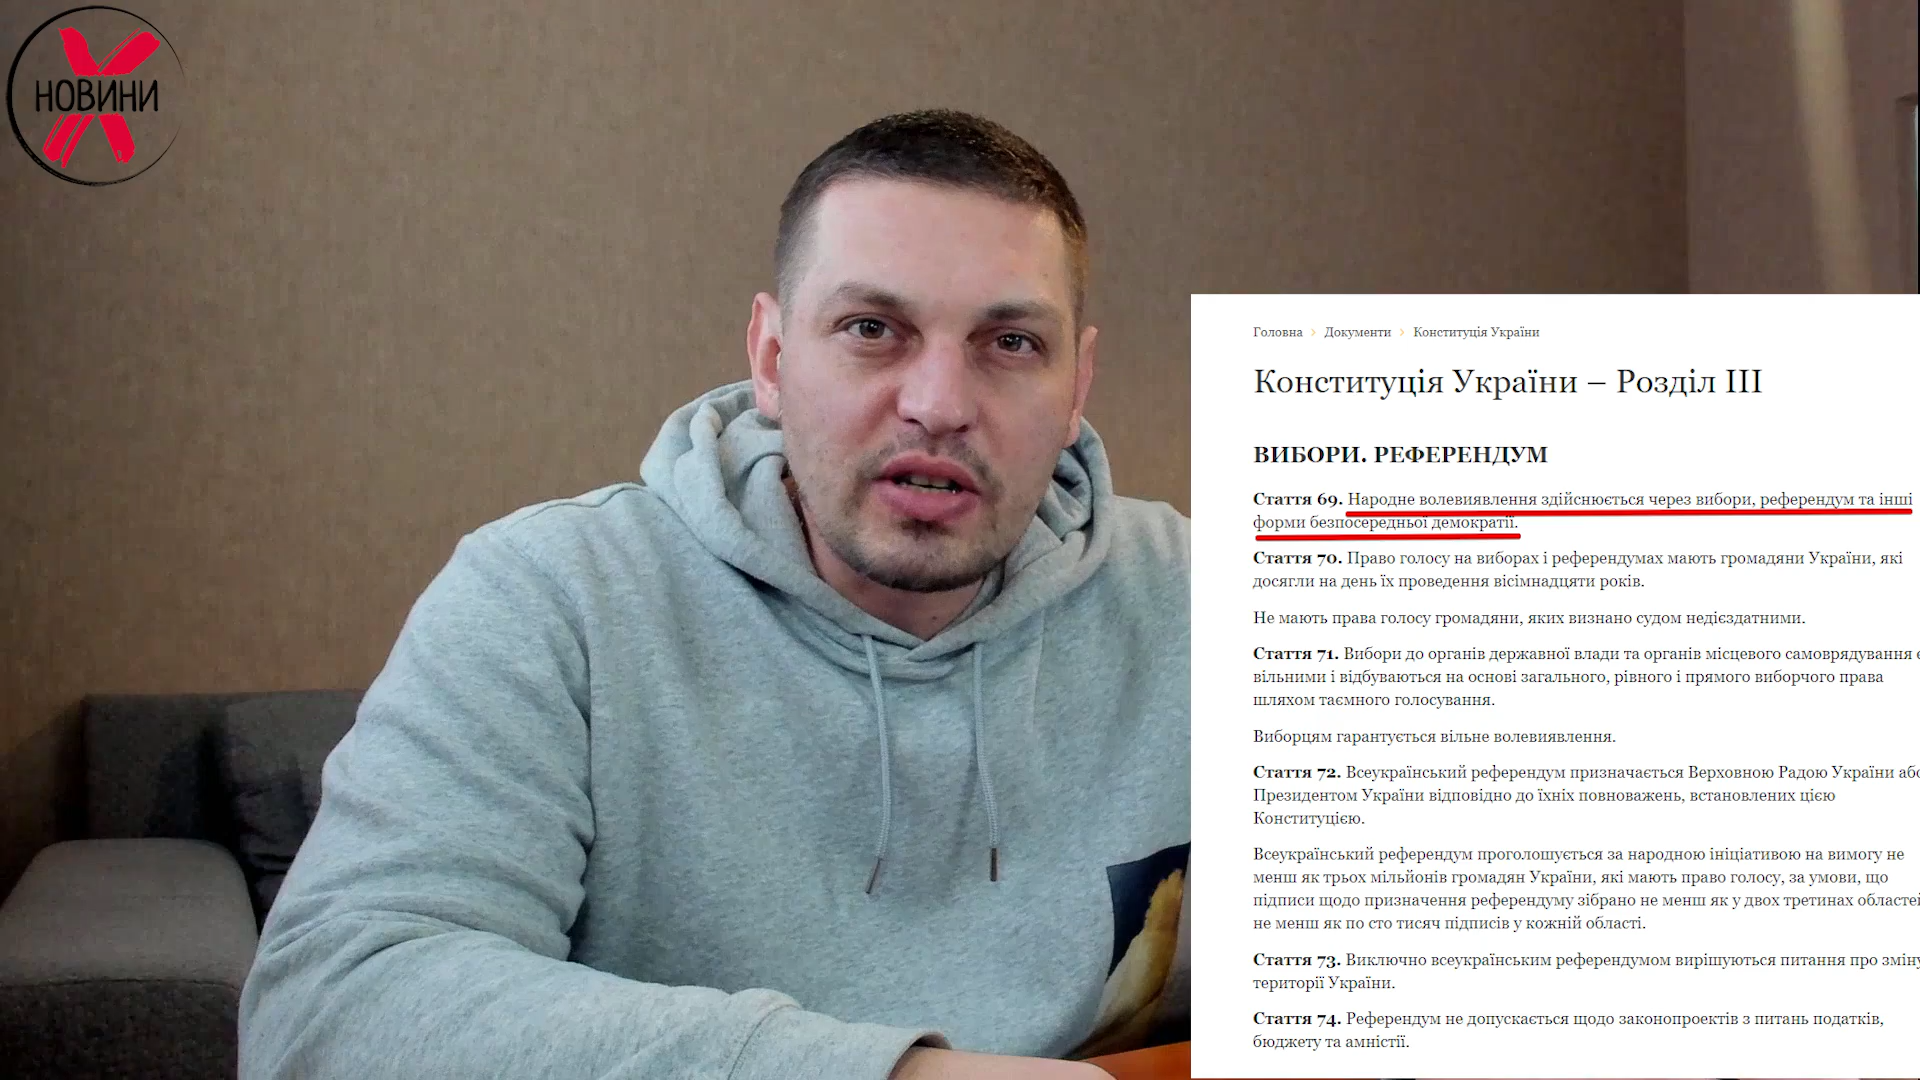 НОВИНИ
Головна > Документи > Конституція України
Конституція України – Розділ III
ВИБОРИ. РЕФЕРЕНДУМ
Стаття 69. Народне волевиявлення здійснюється через вибори, референдум та інші
форми безпосередньої демократії.
Стаття 70. Право голосу на виборах і референдумах мають громадяни України, які
досягли на день їх проведення вісімнадцяти років.
Не мають права голосу громадяни, яких визнано судом недієздатними.
Стаття 71. Вибори до органів державної влади та органів місцевого самоврядування є
вільними і відбуваються на основі загального, рівного і прямого виборчого права
шляхом таємного голосування.
Виборцям гарантується вільне волевиявлення.
Стаття 72. Всеукраїнський референдум призначається Верховною Радою України або
Президентом України відповідно до їхніх повноважень, встановлених цією
Конституцією.
Всеукраїнський референдум проголошується за народною ініціативою на вимогу не
менш як трьох мільйонів громадян України, які мають право голосу, за умови, що
підписи щодо призначення референдуму зібрано не менш як у двох третинах областей
не менш як по сто тисяч підписів у кожній області.
Стаття 73. Виключно всеукраїнським референдумом вирішуються питання про зміну
території України.
Стаття 74. Референдум не допускається щодо законопроектів з питань податків,
бюджету та амністії.